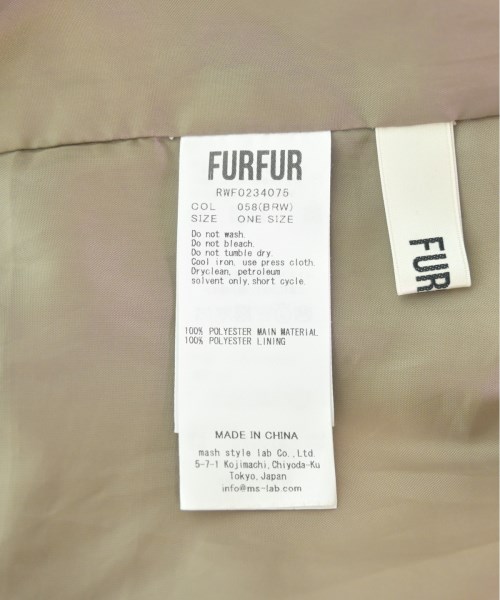 FURFUR
RWF0234075
COL 058(BRW)
SIZE ONE SIZE
Do not wash.
Do not bleach.
Do not tumble dry.
Cool iron, use press cloth.
Dryclean, petroleum
solvent only,short cycle.
100% POLYESTER MAIN MATERIAL
100% POLYESTER LINING
MADE IN CHINA
mash style lab Co.,Ltd.
5-7-1 Kojimachi,Chiyoda-Ku
Tokyo,Japan
info@ms-lab.com
FUR